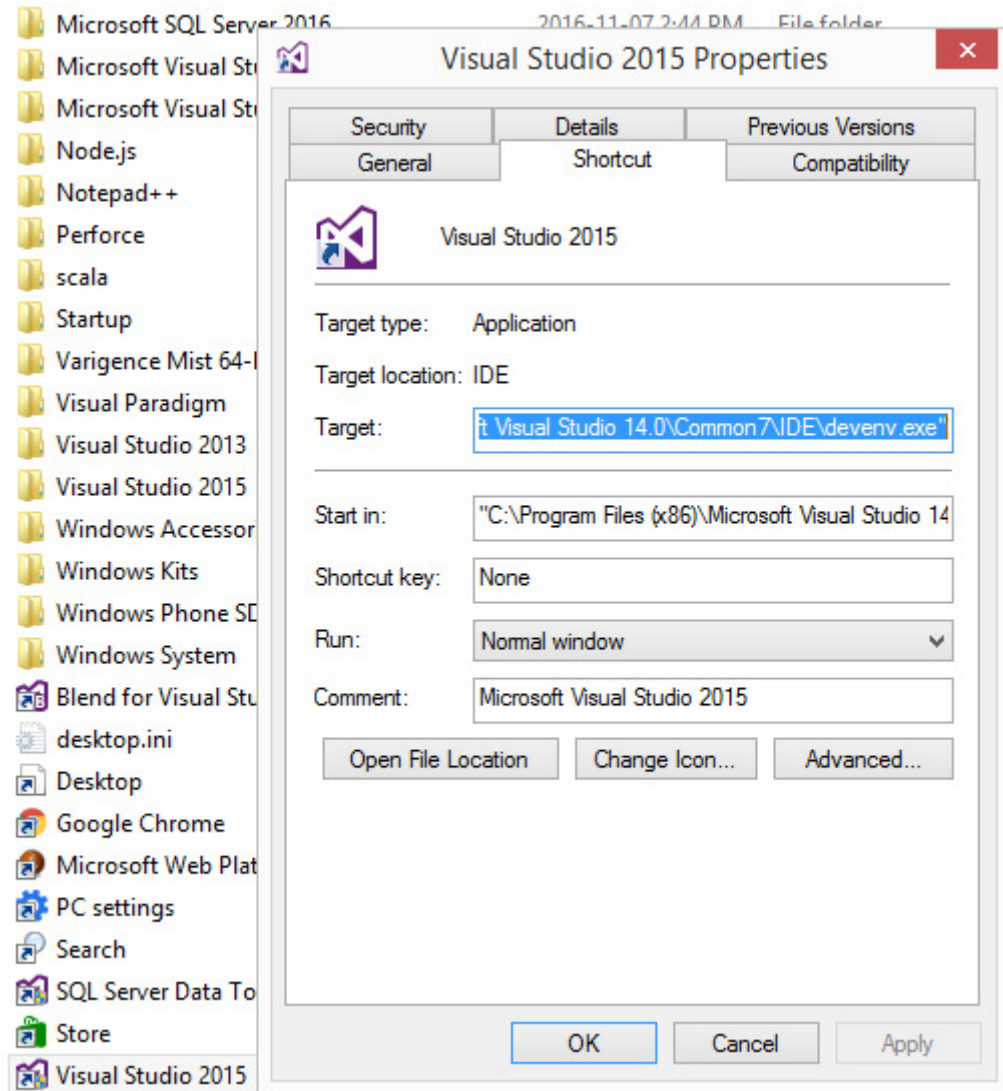 Microsoft SQL Server 2016 2016-11-07 2:44 PM File folder
Microsoft Visual
Microsoft Visual
Node.js
Notepad++
Perforce
scala
Startup
Varigence Mist 64-
Visual Paradigm
Visual Studio 2013
Visual Studio 2015
Windows Accessor
Windows Kits
Windows Phone SD
Windows System
Blend for Visual Stu
desktop.ini
Desktop
Google Chrome
Microsoft Web Plat
PC settings
Search
SQL Server Data To
Store
Visual Studio 2015
Visual Studio 2015 Properties
Security Details Previous Versions
General Shortcut Compatibility
Visual Studio 2015
Target type: Application
Target location: IDE
Target: ft Visual Studio 14.0\Common7\IDE\devenv.exe"
Start in: "C:\Program Files (x86)\Microsoft Visual Studio 14
Shortcut key: None
Run: Normal window
Comment: Microsoft Visual Studio 2015
Open File Location Change Icon... Advanced...
OK Cancel Apply